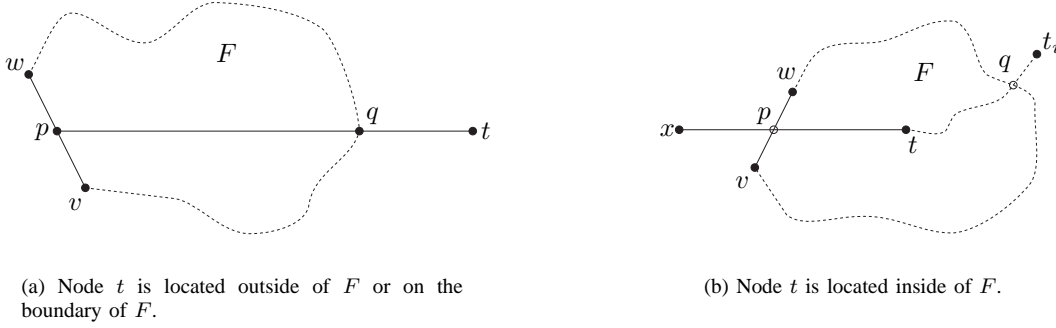 F
w
p
q
t
v
(a) Node t is located outside of F or on the
boundary of F.
t
F
q
w
p
x
t
v
(b) Node t is located inside of F.